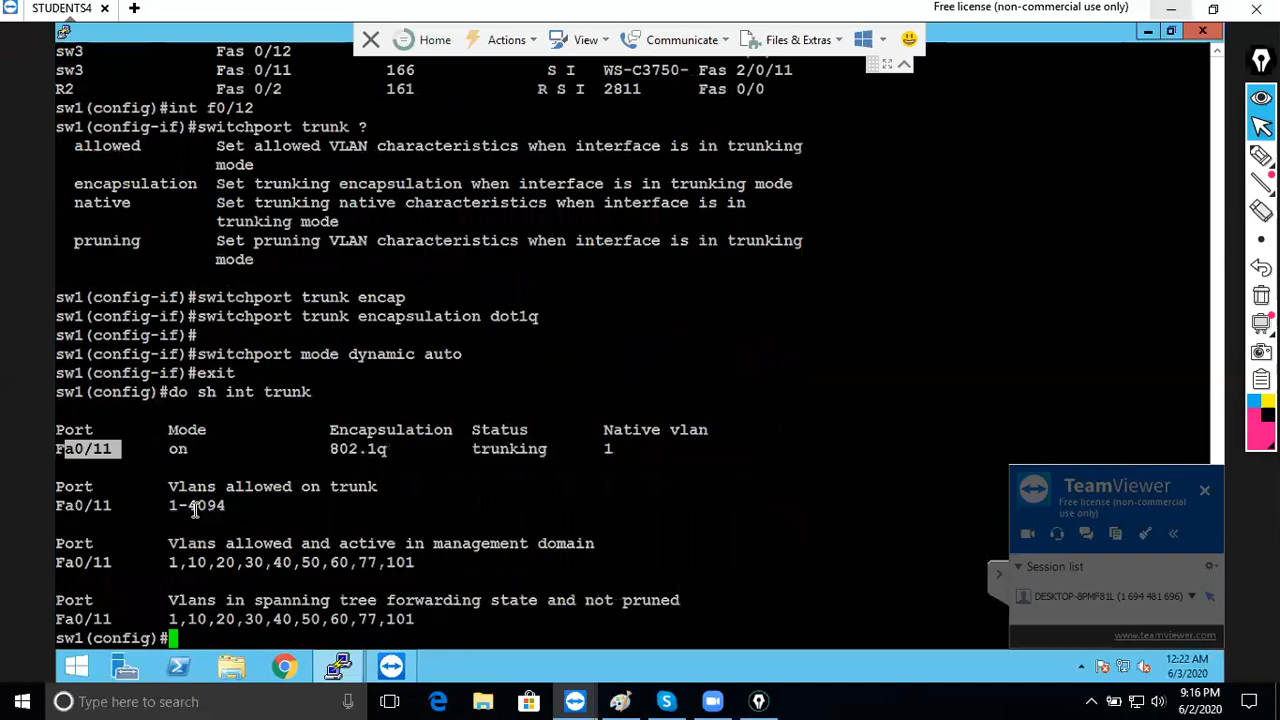 STUDENTS4
Free license (non-commercial use only)
Home
Actions
View
Communicate
Files & Extras
sw3 Fas 0/12
sw3 Fas 0/11 166 S I WS-C3750- Fas 2/0/11
R2 Fas 0/2 161 R S I 2811 Fas 0/0
sw1(config)#int f0/12
sw1(config-if)#switchport trunk ?
allowed Set allowed VLAN characteristics when interface is in trunking
mode
encapsulation Set trunking encapsulation when interface is in trunking mode
native Set trunking native characteristics when interface is in
trunking mode
pruning Set pruning VLAN characteristics when interface is in trunking
mode
sw1(config-if)#switchport trunk encap
sw1(config-if)#switchport trunk encapsulation dot1q
sw1(config-if)#
sw1(config-if)#switchport mode dynamic auto
sw1(config-if)#exit
sw1(config)#do sh int trunk
Port Mode Encapsulation Status Native vlan
Fa0/11 on 802.1q trunking 1
Port Vlans allowed on trunk
Fa0/11 1-4094
Port Vlans allowed and active in management domain
Fa0/11 1,10,20,30,40,50,60,77,101
Port Vlans in spanning tree forwarding state and not pruned
Fa0/11 1,10,20,30,40,50,60,77,101
sw1(config)#
TeamViewer
Free license (non-commercial use only)
Session list
DESKTOP-8PMF81L (1 694 481 696)
www.teamviewer.com
12:22 AM
6/3/2020
Type here to search
9:16 PM
6/2/2020